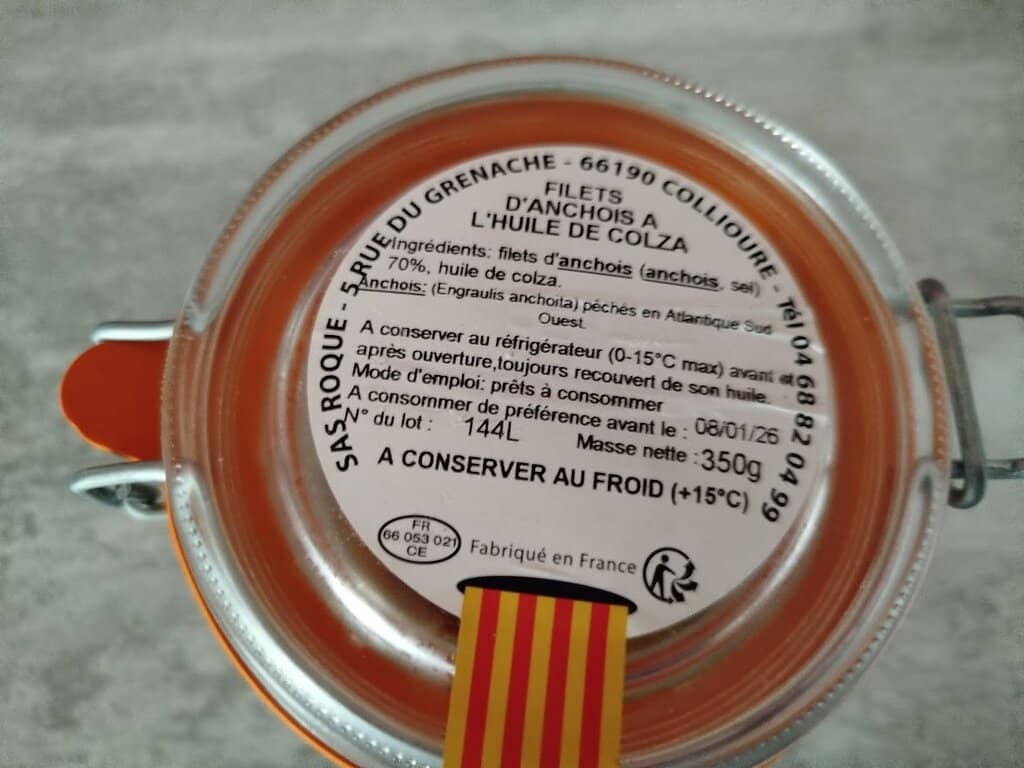 SAS ROQUE - 5 RUE DU GRENACHE - 66190 COLLIOURE - Tél 04 68 82 04 99
FILETS
D'ANCHOIS A
L'HUILE DE COLZA
Ingrédients: filets d'anchois (anchois, sel)
70%, huile de colza.
Anchois: (Engraulis anchoita) pêchés en Atlantique Sud
Ouest.
A conserver au réfrigérateur (0-15°C max) avant et
après ouverture,toujours recouvert de son huile.
Mode d'emploi: prêts à consommer
A consommer de préférence avant le : 08/01/26
N° du lot : 144L Masse nette : 350g
A CONSERVER AU FROID (+15°C)
FR
66 053 021
CE
Fabriqué en France